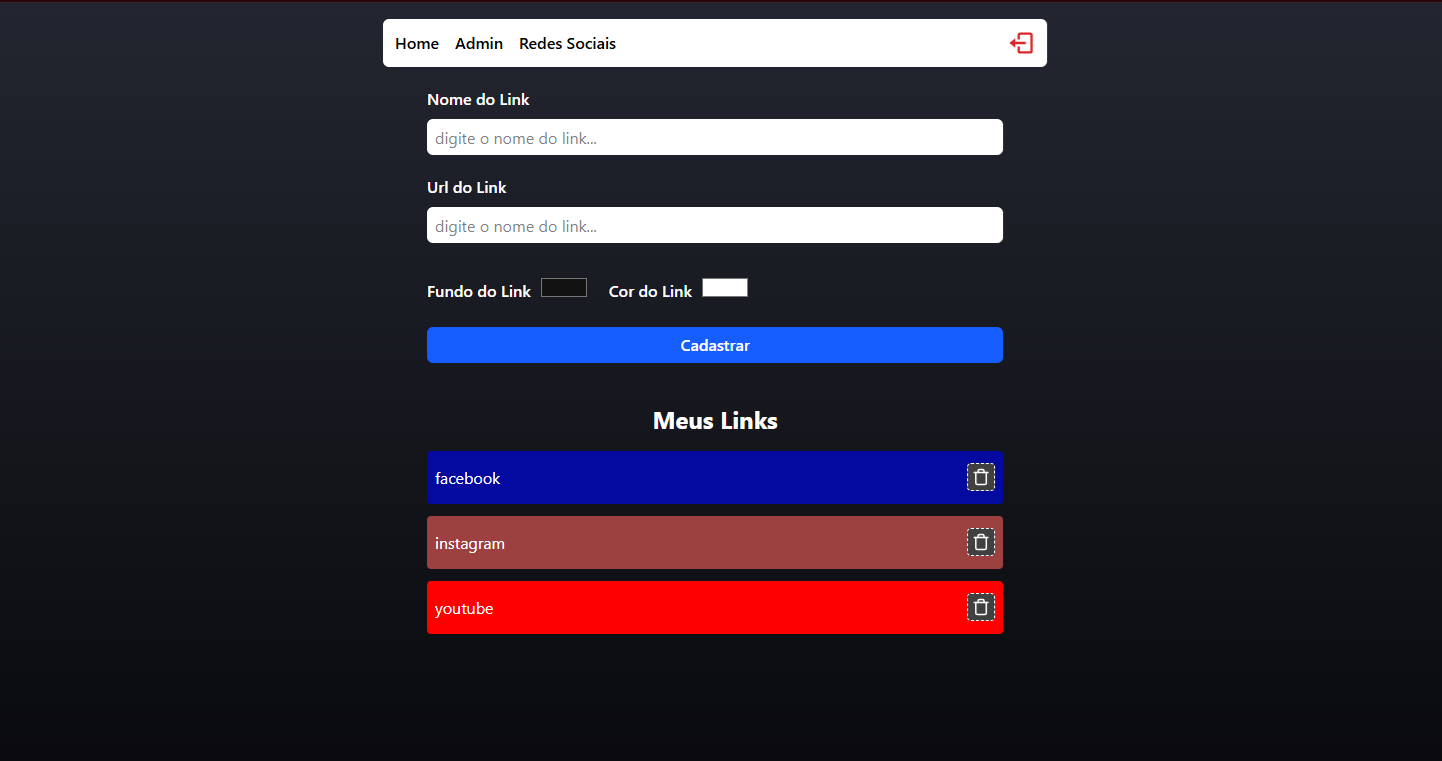 Home Admin Redes Sociais
Nome do Link
digite o nome do link...
Url do Link
digite o nome do link...
Fundo do Link Cor do Link
Cadastrar
Meus Links
facebook
instagram
youtube